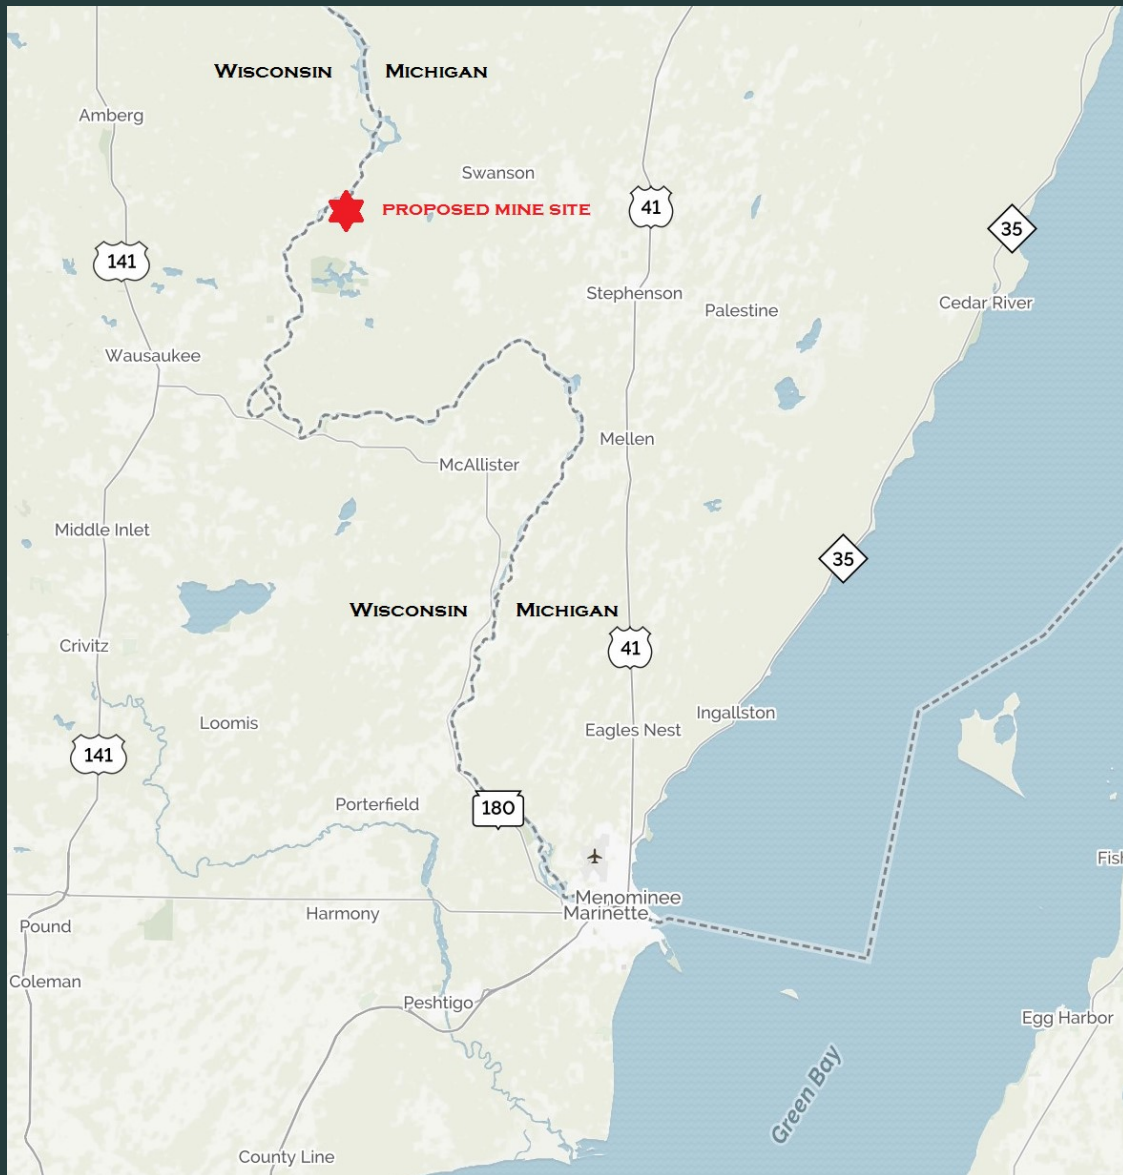 WISCONSIN
MICHIGAN
Amberg
Swanson
PROPOSED MINE SITE
41
35
141
Stephenson
Cedar River
Palestine
Wausaukee
Mellen
McAllister
Middle Inlet
35
WISCONSIN
MICHIGAN
Crivitz
41
Ingallston
Loomis
Eagles Nest
141
Porterfield
180
Fish
Menominee
Marinette
Harmony
Pound
Coleman
Peshtigo
Egg Harbor
Green Bay
County Line